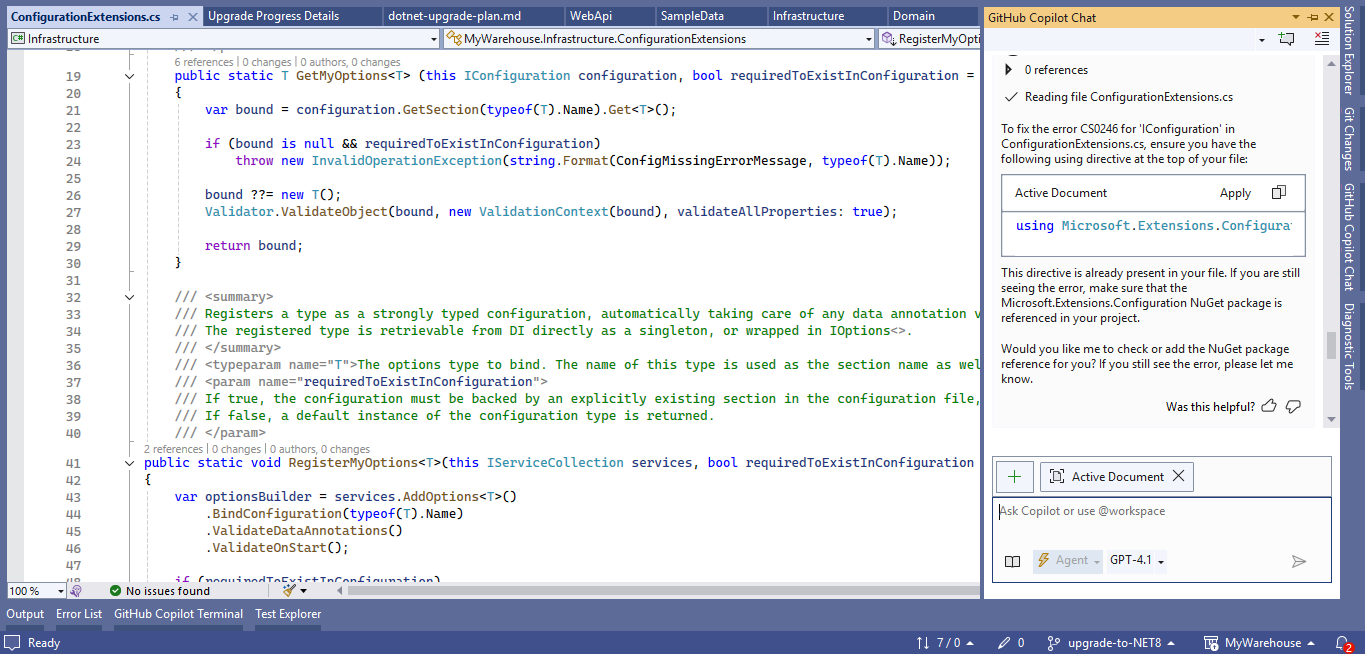 ConfigurationExtensions.cs
Upgrade Progress Details
dotnet-upgrade-plan.md
WebApi
SampleData
Infrastructure
Domain
Infrastructure
MyWarehouse.Infrastructure.ConfigurationExtensions
RegisterMyOpti
6 references | 0 changes | 0 authors, 0 changes
19 public static T GetMyOptions<T> (this IConfiguration configuration, bool requiredToExistInConfiguration =
20 {
21 var bound = configuration.GetSection(typeof(T).Name).Get<T>();
22
23 if (bound is null && requiredToExistInConfiguration)
24 throw new InvalidOperationException(string.Format(ConfigMissingErrorMessage, typeof(T).Name));
25
26 bound ??= new T();
27 Validator.ValidateObject(bound, new ValidationContext(bound), validateAllProperties: true);
28
29 return bound;
30 }
31
32 /// <summary>
33 /// Registers a type as a strongly typed configuration, automatically taking care of any data annotation v
34 /// The registered type is retrievable from DI directly as a singleton, or wrapped in IOptions<>.
35 /// </summary>
36 /// <typeparam name="T">The options type to bind. The name of this type is used as the section name as wel
37 /// <param name="requiredToExistInConfiguration">
38 /// If true, the configuration must be backed by an explicitly existing section in the configuration file,
39 /// If false, a default instance of the configuration type is returned.
40 /// </param>
2 references | 0 changes | 0 authors, 0 changes
41 public static void RegisterMyOptions<T>(this IServiceCollection services, bool requiredToExistInConfiguration
42 {
43 var optionsBuilder = services.AddOptions<T>()
44 .BindConfiguration(typeof(T).Name)
45 .ValidateDataAnnotations()
46 .ValidateOnStart();
47
48 if (requiredToExistInConfiguration)
100 %
No issues found
Output
Error List
GitHub Copilot Terminal
Test Explorer
Ready
7 / 0
0
upgrade-to-NET8
MyWarehouse
2
GitHub Copilot Chat
0 references
Reading file ConfigurationExtensions.cs
To fix the error CS0246 for 'IConfiguration' in
ConfigurationExtensions.cs, ensure you have the
following using directive at the top of your file:
Active Document
Apply
using Microsoft.Extensions.Configura
This directive is already present in your file. If you are still
seeing the error, make sure that the
Microsoft.Extensions.Configuration NuGet package is
referenced in your project.
Would you like me to check or add the NuGet package
reference for you? If you still see the error, please let me
know.
Was this helpful?
Active Document
Ask Copilot or use @workspace
Agent
GPT-4.1
Solution Explorer
Git Changes
GitHub Copilot Chat
Diagnostic Tools